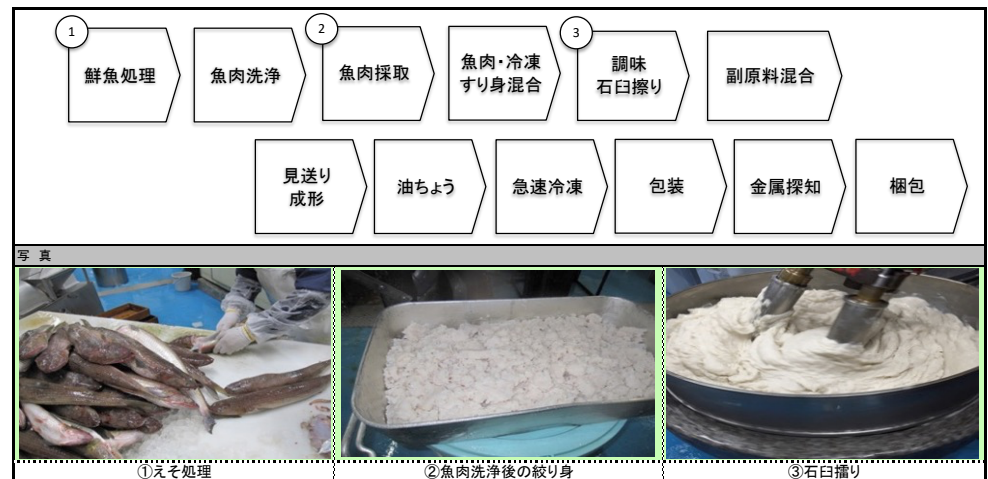 1
鮮魚処理
魚肉洗浄
2
魚肉採取
魚肉・冷凍
すり身混合
3
調味
石臼擦り
副原料混合
見送り
成形
油ちょう
急速冷凍
包装
金属探知
梱包
写 真
①えそ処理
②魚肉洗浄後の絞り身
③石臼擂り